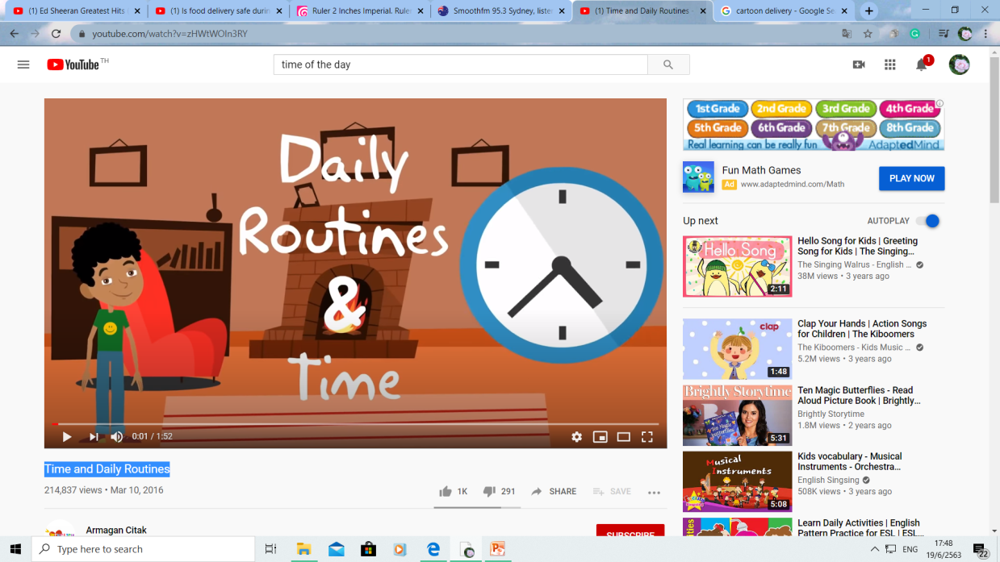 (1) Ed Sheeran Greatest Hits
(1) Is food delivery safe durin
Ruler 2 Inches Imperial. Ruler
Smoothfm 95.3 Sydney, listen
(1) Time and Daily Routines -
cartoon delivery - Google Se
youtube.com/watch?v=zHWtWOIn3RY
YouTube TH
time of the day
1
Daily
Routines
&
Time
0:01 / 1:52
1st Grade 2nd Grade 3rd Grade 4th Grade
5th Grade 6th Grade 7th Grade 8th Grade
Real learning can be really fun AdaptedMind
Fun Math Games
Ad www.adaptedmind.com/Math
PLAY NOW
Up next
AUTOPLAY
Hello Song
2:11
Hello Song for Kids | Greeting
Song for Kids | The Singing...
The Singing Walrus - English ...
38M views • 3 years ago
clap
1:48
Clap Your Hands | Action Songs
for Children | The Kiboomers
The Kiboomers - Kids Music ...
5.2M views • 3 years ago
Brightly Storytime
5:31
Ten Magic Butterflies - Read
Aloud Picture Book | Brightly...
Brightly Storytime
1.8M views • 2 years ago
Musical
Instruments
5:08
Kids vocabulary - Musical
Instruments - Orchestra...
English Singsing
508K views • 3 years ago
Learn Daily Activities | English
Pattern Practice for ESL | ESL...
Time and Daily Routines
214,837 views • Mar 10, 2016
1K
291
SHARE
SAVE
Armagan Citak
SUBSCRIBE
Type here to search
ENG
17:48
19/6/2563
22